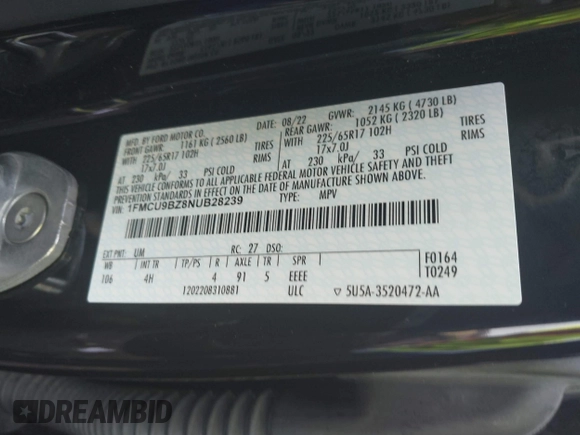 MFD. BY FORD MOTOR CO.
DATE: 08/22 GVWR: 2145 KG ( 4730 LB)
FRONT GAWR: 1161 KG ( 2560 LB) REAR GAWR: 1052 KG ( 2320 LB)
WITH 225/65R17 102H TIRES WITH 225/65R17 102H TIRES
17x7.0J RIMS 17x7.0J RIMS
AT 230 kPa/ 33 PSI COLD AT 230 kPa/ 33 PSI COLD
THIS VEHICLE CONFORMS TO ALL APPLICABLE FEDERAL MOTOR VEHICLE SAFETY AND THEFT
PREVENTION STANDARDS IN EFFECT ON THE DATE OF MANUFACTURE SHOWN ABOVE.
VIN: 1FMCU9BZ8NUB28239 TYPE: MPV
EXT PNT: UM RC: 27 DSO: F0164
WB MCTR TP/PS R AXLE TR SPR T0249
106 4H 4 91 5 EEEE
1202208310881 ULC 5U5A-3520472-AA
DREAMBID